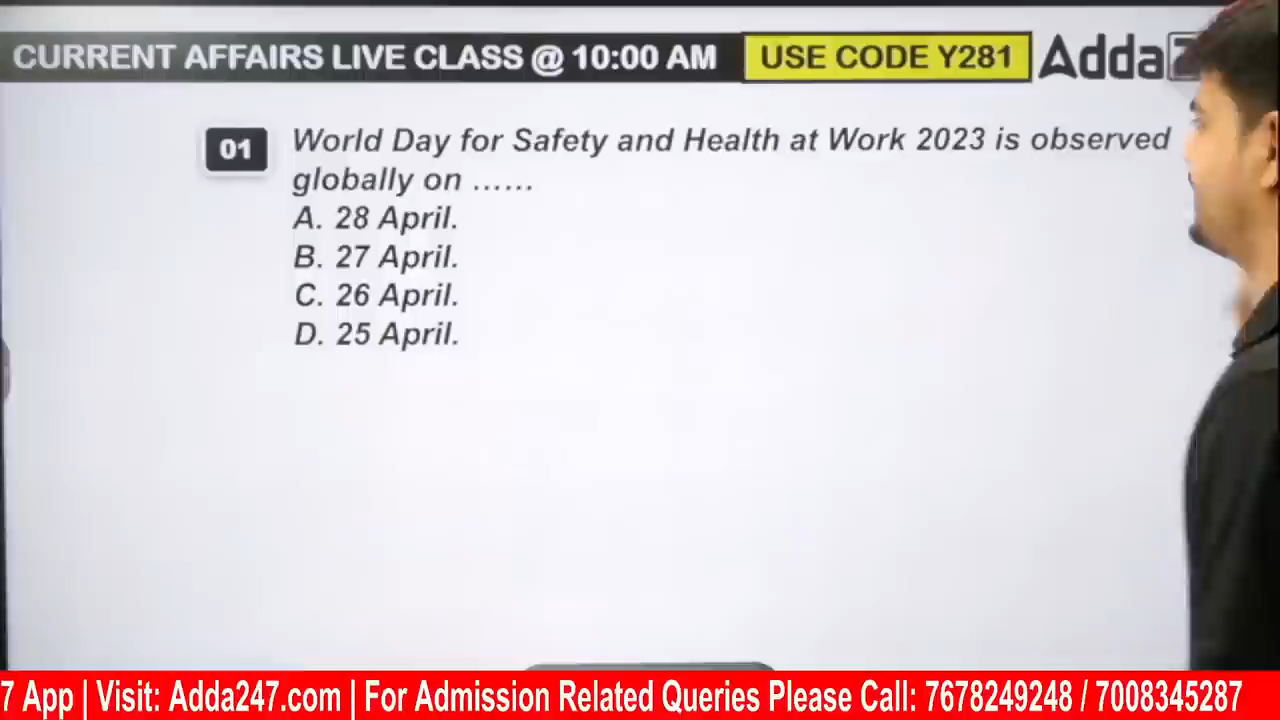 CURRENT AFFAIRS LIVE CLASS @ 10:00 AM USE CODE Y281 Adda
01 World Day for Safety and Health at Work 2023 is observed
globally on ......
A. 28 April.
B. 27 April.
C. 26 April.
D. 25 April.
7 App | Visit: Adda247.com | For Admission Related Queries Please Call: 7678249248 / 7008345287